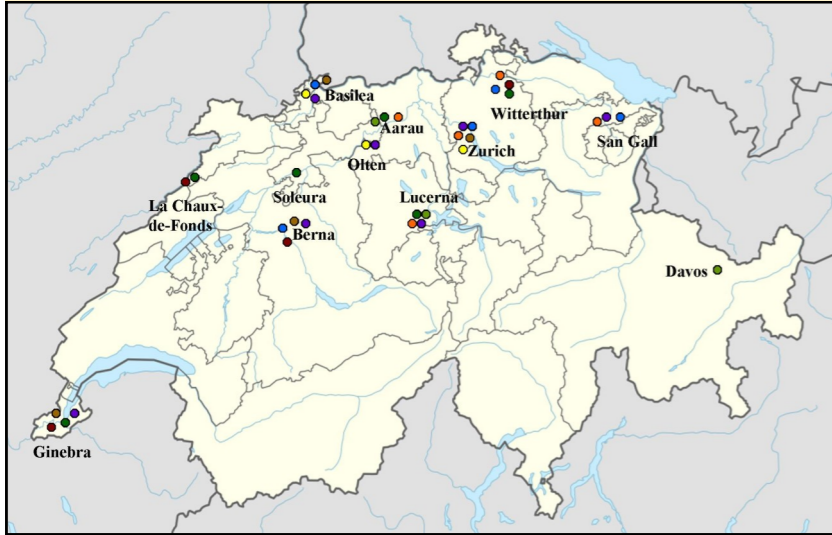 Basilea
Witterthur
Aarau
San Gall
Zurich
Olten
Soleura
Lucerna
La Chaux-
de-Fonds
Berna
Davos
Ginebra